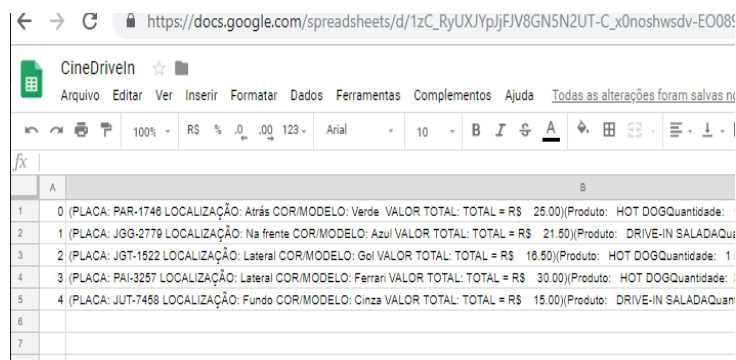 https://docs.google.com/spreadsheets/d/1zC_RyUXJYpJjFJV8GN5N2UT-C_x0noshwsdv-EO089
CineDriveIn
Arquivo Editar Ver Inserir Formatar Dados Ferramentas Complementos Ajuda Todas as alterações foram salvas no
100% R$ % .0 .00 123 Arial 10 B I S A
fx
A B
1 0 (PLACA: PAR-1746 LOCALIZAÇÃO: Atrás COR/MODELO: Verde VALOR TOTAL: TOTAL = R$ 25.00)(Produto: HOT DOGQuantidade:
2 1 (PLACA: JGG-2779 LOCALIZAÇÃO: Na frente COR/MODELO: Azul VALOR TOTAL: TOTAL = R$ 21.50)(Produto: DRIVE-IN SALADAQua
3 2 (PLACA: JGT-1522 LOCALIZAÇÃO: Lateral COR/MODELO: Gol VALOR TOTAL: TOTAL = R$ 16.50)(Produto: HOT DOGQuantidade: 1
4 3 (PLACA: PAI-3257 LOCALIZAÇÃO: Lateral COR/MODELO: Ferrari VALOR TOTAL: TOTAL = R$ 30.00)(Produto: HOT DOGQuantidade:
5 4 (PLACA: JUT-7458 LOCALIZAÇÃO: Fundo COR/MODELO: Cinza VALOR TOTAL: TOTAL = R$ 15.00)(Produto: DRIVE-IN SALADAQuan
6
7